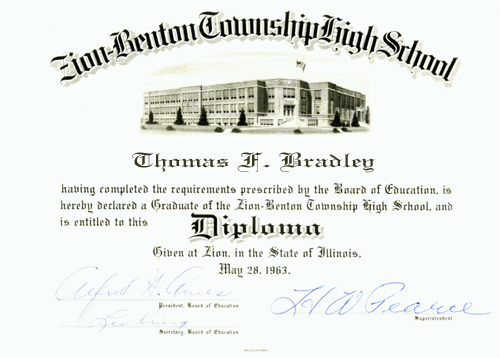 Zion-Benton Township High School
Thomas F. Bradley
having completed the requirements prescribed by the Board of Education, is
hereby declared a Graduate of the Zion-Benton Township High School, and
is entitled to this Diploma
Given at Zion, in the State of Illinois,
May 28, 1963.
Alfred H.
President, Board of Education
H W Pearce
Superintendent
Secretary, Board of Education